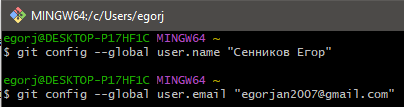 MINGW64:/c/Users/egorj
egorj@DESKTOP-P17HF1C MINGW64 ~
$ git config --global user.name "Сенников Егор"
egorj@DESKTOP-P17HF1C MINGW64 ~
$ git config --global user.email "egorjan2007@gmail.com"